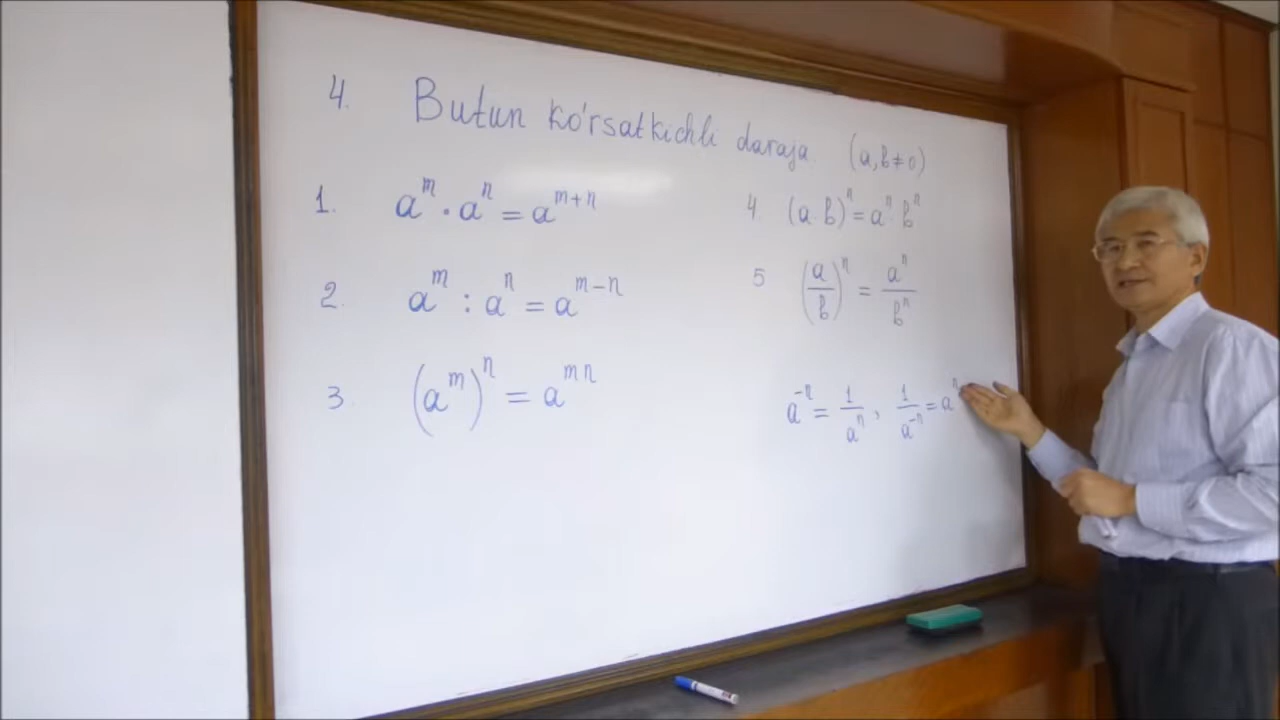 4. Butun ko'rsatkichli daraja. (a, b ≠ 0)
1. a^m · a^n = a^{m+n}
2. a^m : a^n = a^{m-n}
3. (a^m)^n = a^{mn}
4. (a·b)^n = a^n · b^n
5 (a/b)^n = a^n/b^n
a^{-n} = 1/a^n , 1/a^{-n} = a^n